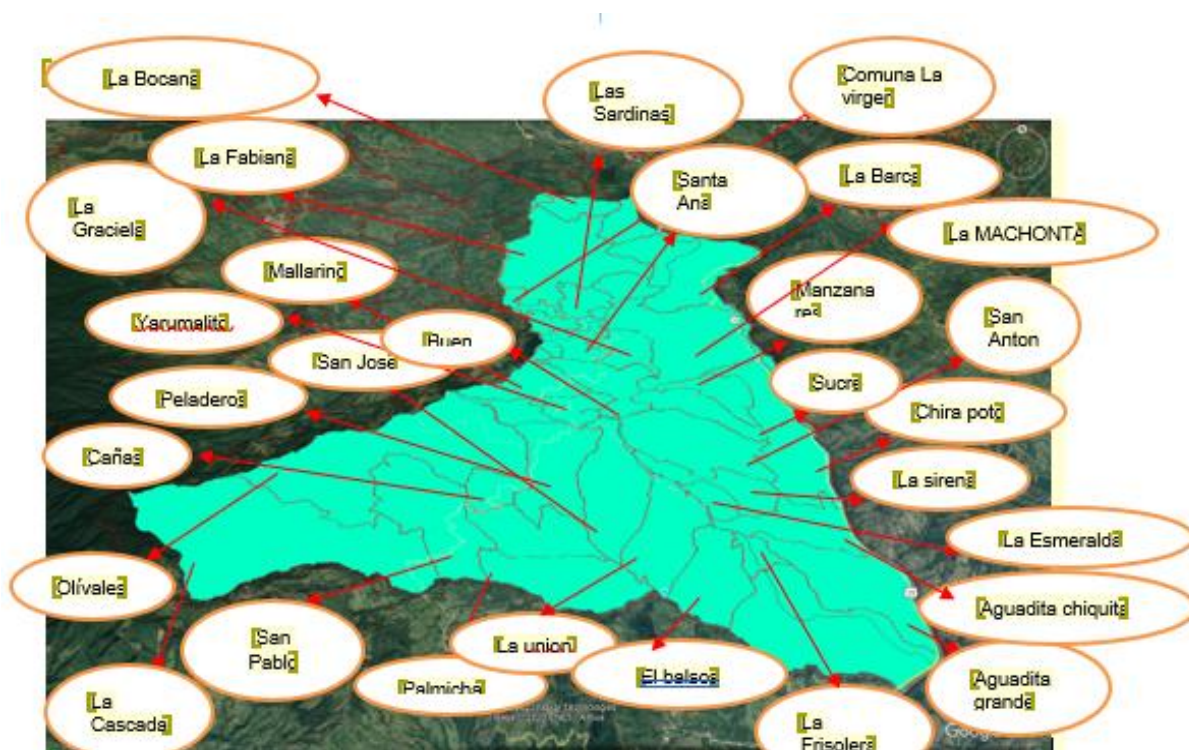 La Bocana
Las
Sardinas
Comuna La
virgen
La Fabiana
Santa
Ana
La Barca
La
Graciela
La MACHONTA
Mallarino
Manzana
res
San
Anton
Yarumalito
San Jose
Buen
Sucre
Peladeros
Chira poto
Cañas
La sirena
La Esmeralda
Olívales
Aguadita chiquita
San
Pablo
La union
El balsos
Palmicha
Aguadita
grande
La
Cascada
La
Frisolera